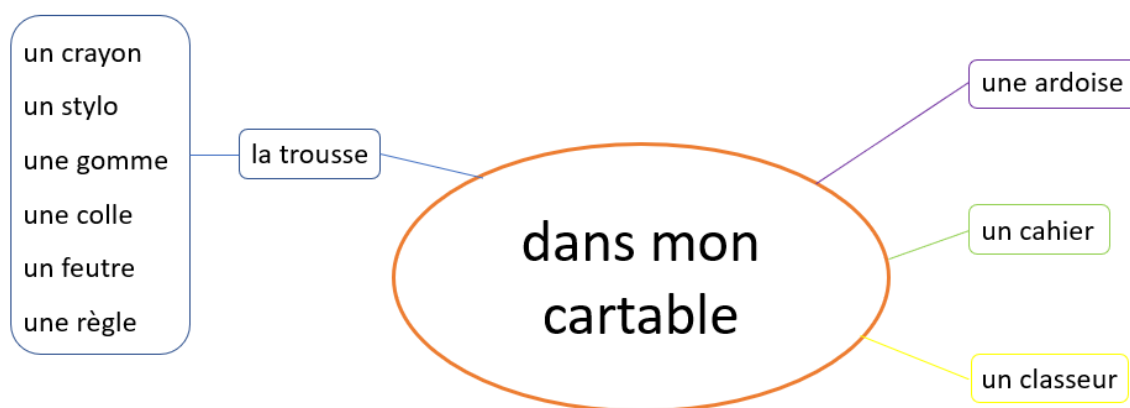 un crayon
un stylo
une gomme
une colle
un feutre
une règle
la trousse
dans mon
cartable
une ardoise
un cahier
un classeur